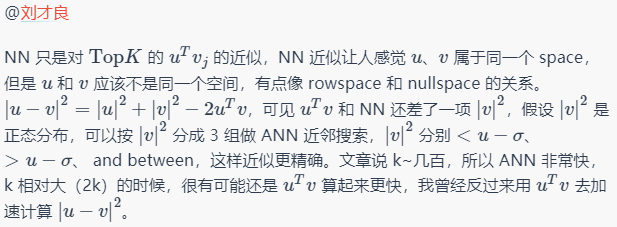 @刘才良
NN 只是对 TopK 的 u^T v_j 的近似，NN 近似让人感觉 u、v 属于同一个 space，
但是 u 和 v 应该不是同一个空间，有点像 rowspace 和 nullspace 的关系。
|u − v|^2 = |u|^2 + |v|^2 − 2u^T v，可见 u^T v 和 NN 还差了一项 |v|^2，假设 |v|^2 是
正态分布，可以按 |v|^2 分成 3 组做 ANN 近邻搜索，|v|^2 分别 < u − σ、
> u − σ、 and between，这样近似更精确。文章说 k~几百，所以 ANN 非常快，
k 相对大（2k）的时候，很有可能还是 u^T v 算起来更快，我曾经反过来用 u^T v 去加
速计算 |u − v|^2。